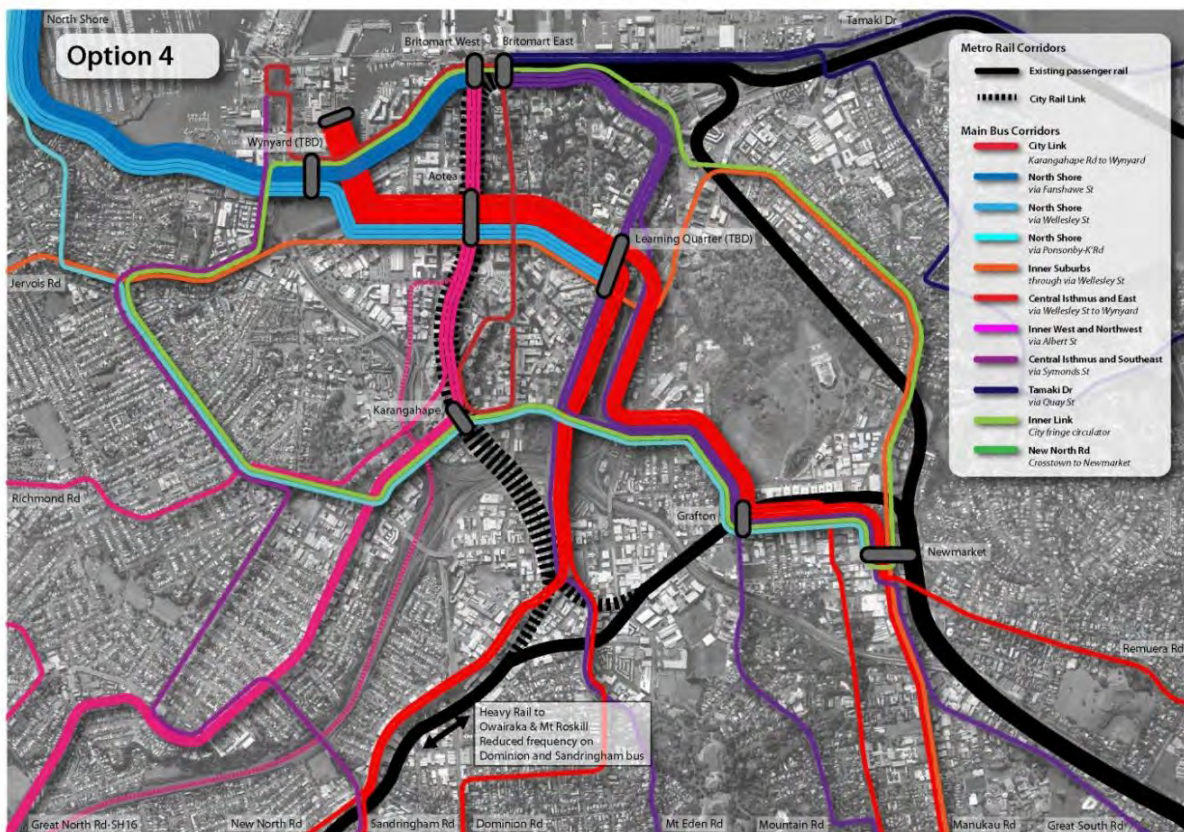 North Shore
Option 4
Britomart West
Britomart East
Tamaki Dr
Metro Rail Corridors
Existing passenger rail
City Rail Link
Main Bus Corridors
City Link
Karangahape Rd to Wynyard
North Shore
via Fanshawe St
North Shore
via Wellesley St
North Shore
via Ponsonby-K'Rd
Inner Suburbs
through via Wellesley St
Central Isthmus and East
via Wellesley St to Wynyard
Inner West and Northwest
via Albert St
Central Isthmus and Southeast
via Symonds St
Tamaki Dr
via Quay St
Inner Link
City fringe circulator
New North Rd
Crosstown to Newmarket
Wynyard (TBD)
Aotea
Learning Quarter (TBD)
Jervois Rd
Karangahape
Richmond Rd
Grafton
Newmarket
Remuera Rd
Heavy Rail to
Owairaka & Mt Roskill
Reduced frequency on
Dominion and Sandringham bus
Great North Rd-SH16
New North Rd
Sandringham Rd
Dominion Rd
Mt Eden Rd
Mountain Rd
Manukau Rd
Great South Rd